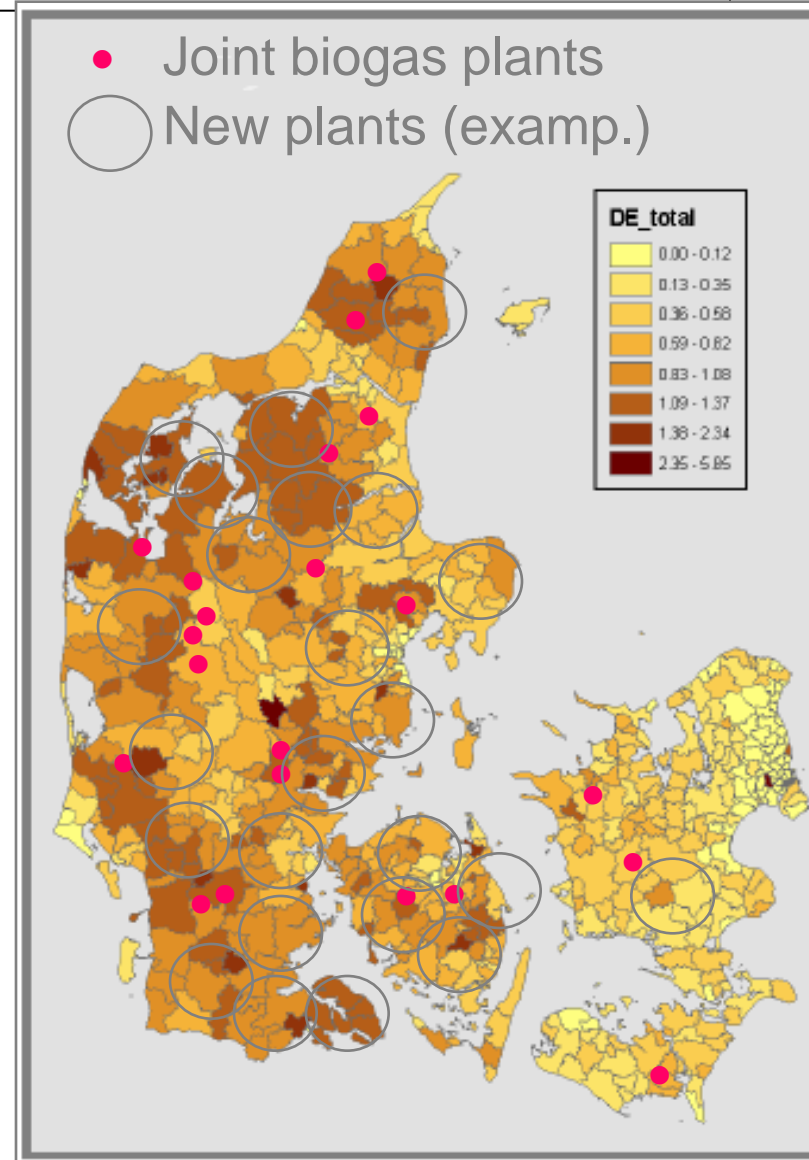 Joint biogas plants
New plants (examp.)
DE_total
0.00 - 0.12
0.13 - 0.35
0.36 - 0.58
0.59 - 0.82
0.83 - 1.08
1.09 - 1.37
1.38 - 2.34
2.35 - 5.85